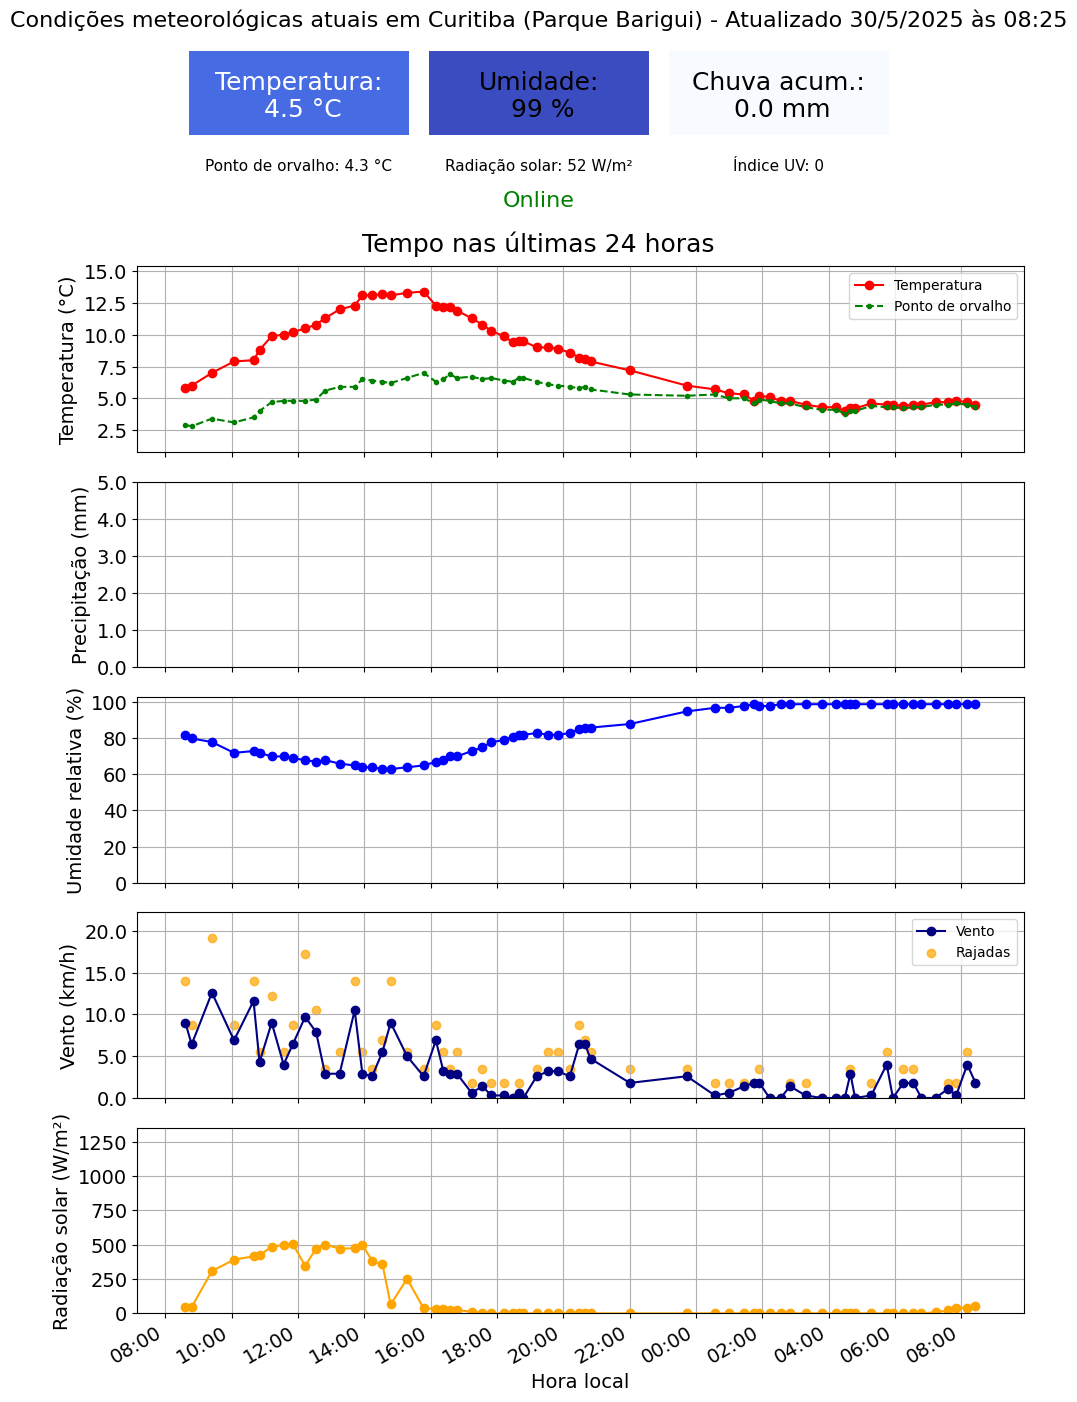 Condições meteorológicas atuais em Curitiba (Parque Barigui) - Atualizado 30/5/2025 às 08:25
Temperatura:
4.5 °C
Umidade:
99 %
Chuva acum.:
0.0 mm
Ponto de orvalho: 4.3 °C
Radiação solar: 52 W/m²
Índice UV: 0
Online
Tempo nas últimas 24 horas
Temperatura (°C)
15.0
12.5
10.0
7.5
5.0
2.5
Temperatura
Ponto de orvalho
Precipitação (mm)
5.0
4.0
3.0
2.0
1.0
0.0
Umidade relativa (%)
100
80
60
40
20
0
Vento (km/h)
20.0
15.0
10.0
5.0
0.0
Vento
Rajadas
Radiação solar (W/m²)
1250
1000
750
500
250
0
08:00
10:00
12:00
14:00
16:00
18:00
20:00
22:00
00:00
02:00
04:00
06:00
08:00
Hora local